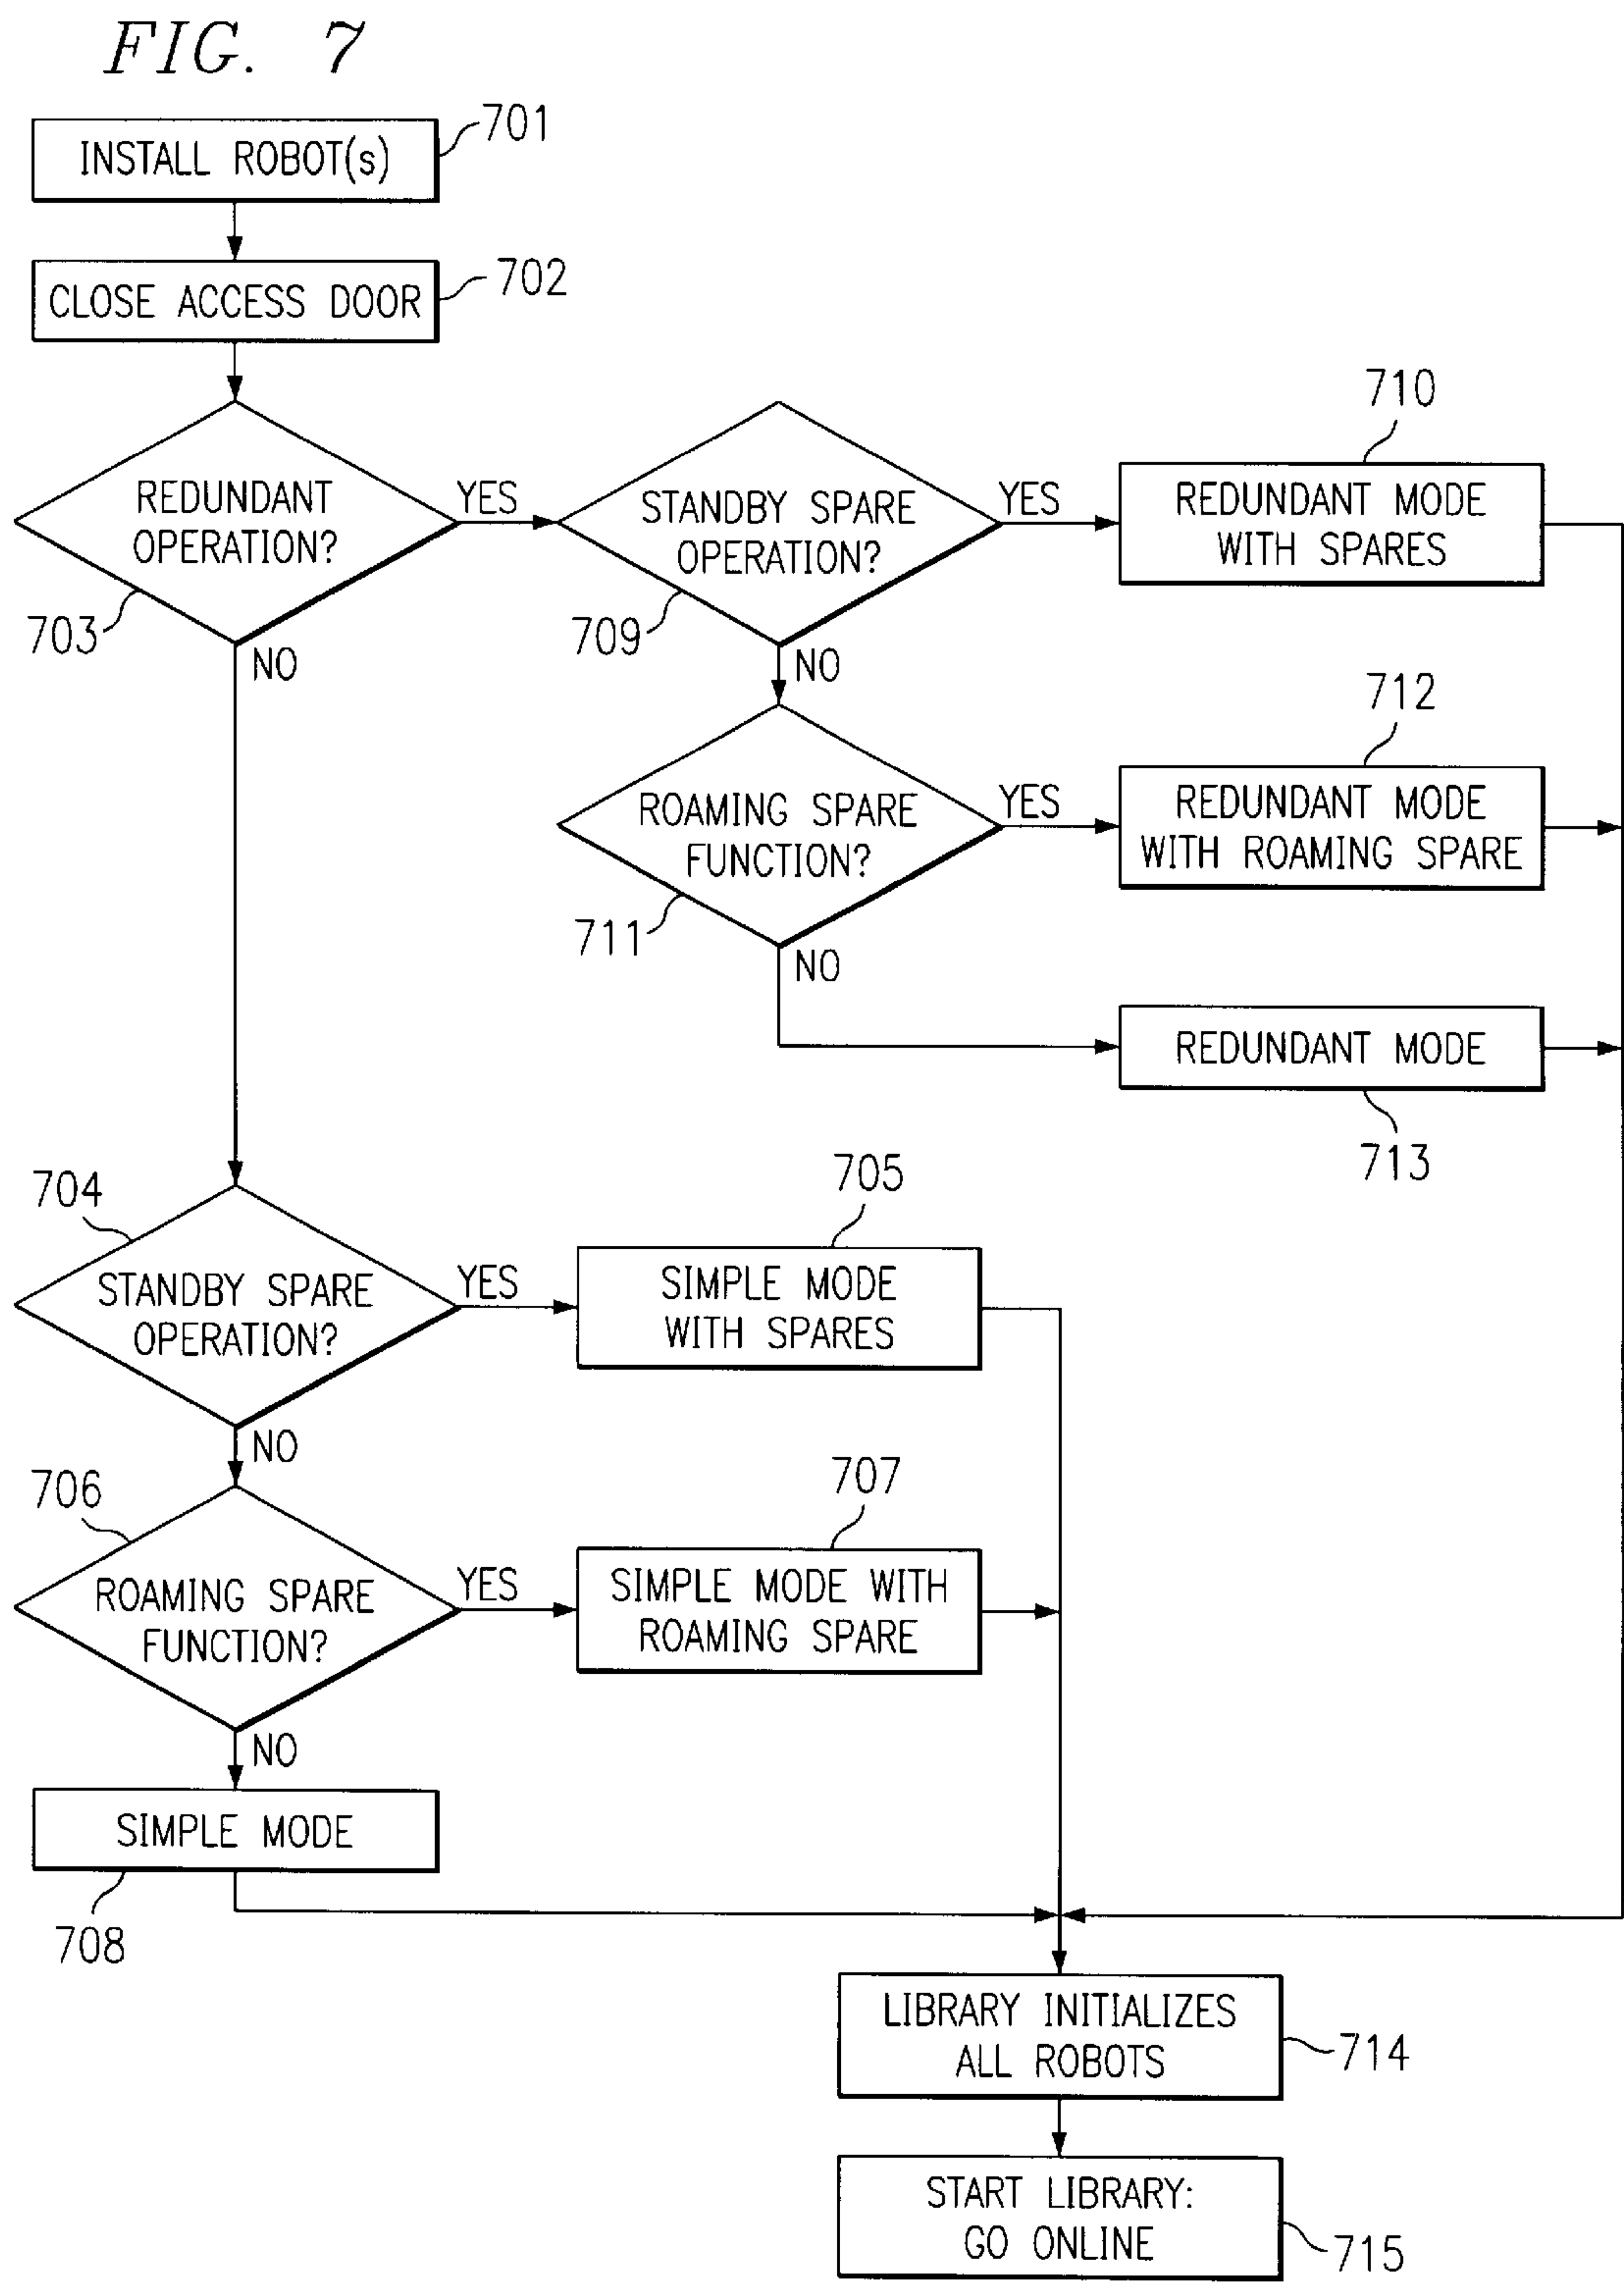 FIG. 7
INSTALL ROBOT(s)
701
CLOSE ACCESS DOOR
702
REDUNDANT
OPERATION?
703
YES
NO
STANDBY SPARE
OPERATION?
709
YES
NO
710
REDUNDANT MODE
WITH SPARES
ROAMING SPARE
FUNCTION?
711
YES
NO
712
REDUNDANT MODE
WITH ROAMING SPARE
REDUNDANT MODE
713
704
STANDBY SPARE
OPERATION?
YES
NO
705
SIMPLE MODE
WITH SPARES
706
ROAMING SPARE
FUNCTION?
YES
NO
707
SIMPLE MODE WITH
ROAMING SPARE
SIMPLE MODE
708
LIBRARY INITIALIZES
ALL ROBOTS
714
START LIBRARY:
GO ONLINE
715